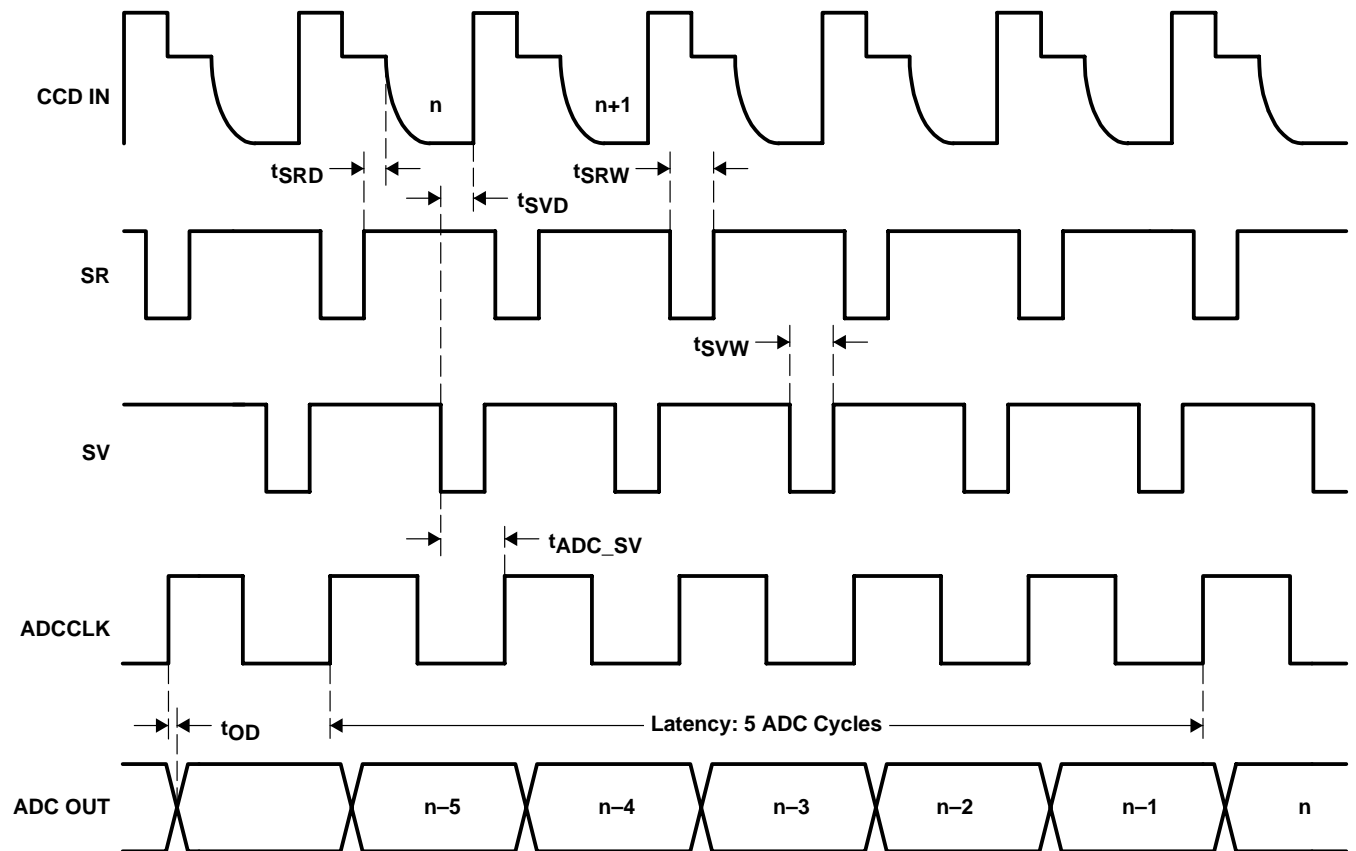 CCD IN
n
n+1
tSRD
tSRW
tSVD
SR
tSVW
SV
tADC_SV
ADCCLK
tOD
Latency: 5 ADC Cycles
ADC OUT
n–5
n–4
n–3
n–2
n–1
n